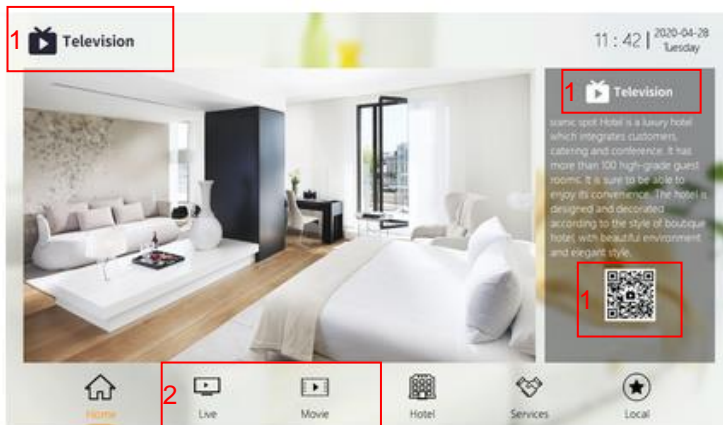 1
Television
11 : 42 | 2020-04-28
Tuesday
1
Television
scenic spot Hotel is a luxury hotel
which integrates customers,
catering and conference. It has
more than 100 high-grade guest
rooms. It is sure to be able to
enjoy its convenience. The hotel is
designed and decorated
according to the style of boutique
hotel, with beautiful environment
and elegant style.
1
2
Home
Live
Movie
Hotel
Services
Local